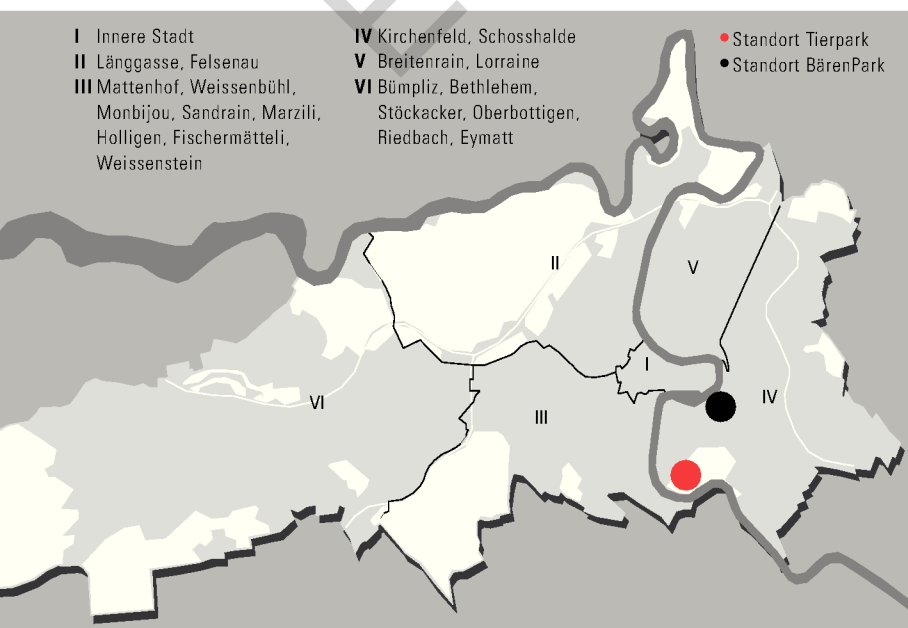 I Innere Stadt
II Länggasse, Felsenau
III Mattenhof, Weissenbühl,
Monbijou, Sandrain, Marzili,
Holligen, Fischermätteli,
Weissenstein
IV Kirchenfeld, Schosshalde
V Breitenrain, Lorraine
VI Bümpliz, Bethlehem,
Stöckacker, Oberbottigen,
Riedbach, Eymatt
Standort Tierpark
Standort BärenPark
II
V
I
IV
VI
III